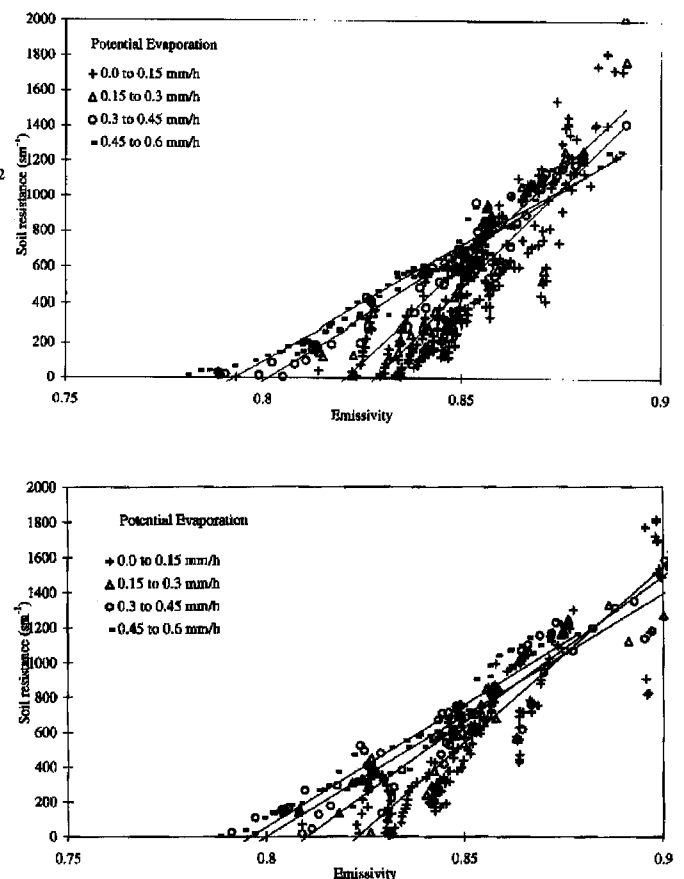 2000
1800
1600
1400
1200
1000
800
600
400
200
0
Soil resistance (sm⁻¹)
Potential Evaporation
+ 0.0 to 0.15 mm/h
△ 0.15 to 0.3 mm/h
○ 0.3 to 0.45 mm/h
- 0.45 to 0.6 mm/h
2
0.75
0.8
0.85
0.9
Emissivity
2000
1800
1600
1400
1200
1000
800
600
400
200
0
Soil resistance (sm⁻¹)
Potential Evaporation
+ 0.0 to 0.15 mm/h
△ 0.15 to 0.3 mm/h
○ 0.3 to 0.45 mm/h
- 0.45 to 0.6 mm/h
0.75
0.8
0.85
0.9
Emissivity